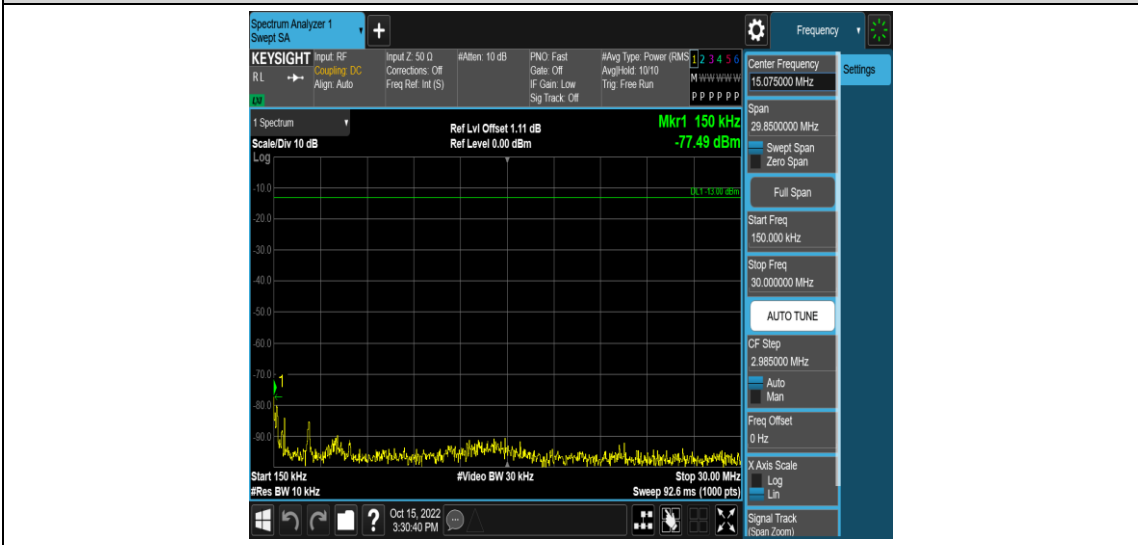 Spectrum Analyzer 1
Swept SA
+
Frequency
KEYSIGHT
RL
LXI
Input: RF
Coupling: DC
Align: Auto
Input Z: 50 Ω
Corrections: Off
Freq Ref: Int (S)
#Atten: 10 dB
PNO: Fast
Gate: Off
IF Gain: Low
Sig Track: Off
#Avg Type: Power (RMS
Avg|Hold: 10/10
Trig: Free Run
1 2 3 4 5 6
M W W W W W
P P P P P P
1 Spectrum
Scale/Div 10 dB
Log
Ref Lvl Offset 1.11 dB
Ref Level 0.00 dBm
Mkr1 150 kHz
-77.49 dBm
DL1 -13.00 dBm
-10.0
-20.0
-30.0
-40.0
-50.0
-60.0
-70.0
1
-80.0
-90.0
Start 150 kHz
#Video BW 30 kHz
Stop 30.00 MHz
#Res BW 10 kHz
Sweep 92.6 ms (1000 pts)
?
Oct 15, 2022
3:30:40 PM
Center Frequency
15.075000 MHz
Settings
Span
29.8500000 MHz
Swept Span
Zero Span
Full Span
Start Freq
150.000 kHz
Stop Freq
30.000000 MHz
AUTO TUNE
CF Step
2.985000 MHz
Auto
Man
Freq Offset
0 Hz
X Axis Scale
Log
Lin
Signal Track
(Span Zoom)